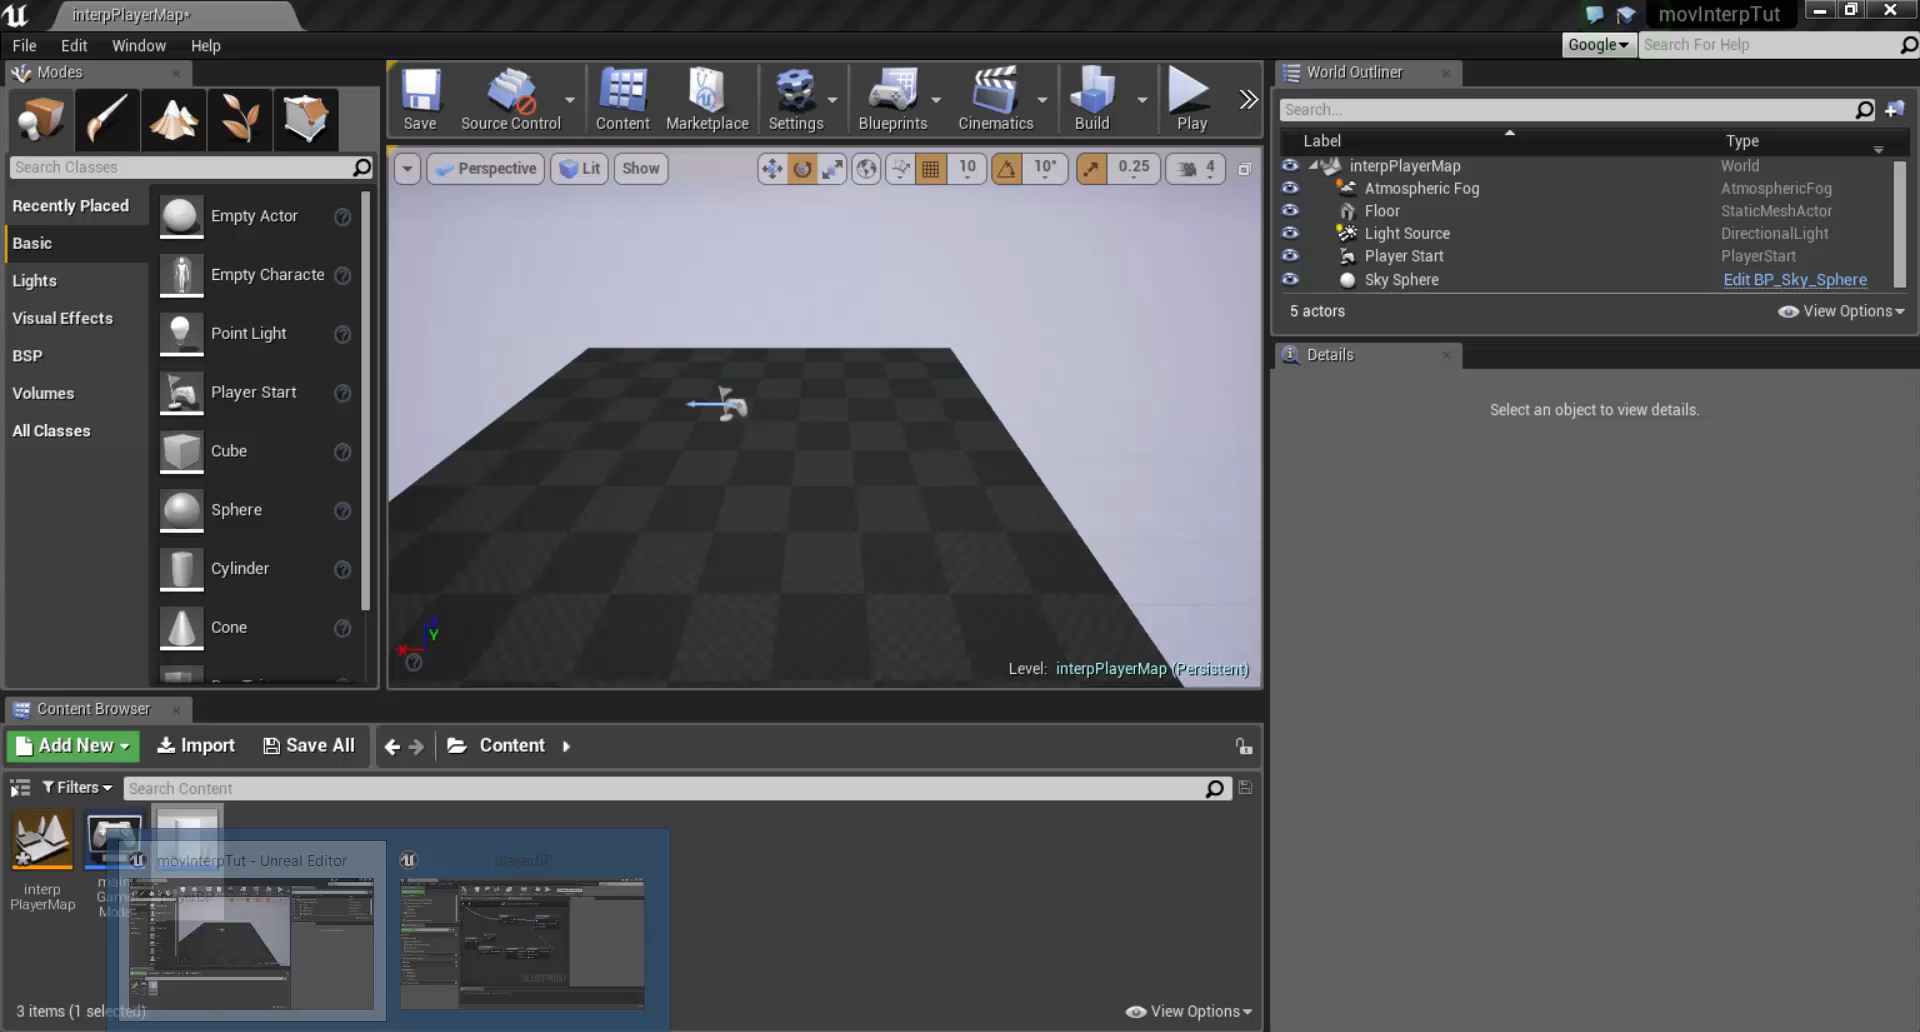 interpPlayerMap*
movInterpTut
File Edit Window Help
Google
Search For Help
Modes
Search Classes
Recently Placed
Basic
Lights
Visual Effects
BSP
Volumes
All Classes
Empty Actor
Empty Characte
Point Light
Player Start
Cube
Sphere
Cylinder
Cone
Save
Source Control
Content
Marketplace
Settings
Blueprints
Cinematics
Build
Play
Perspective
Lit
Show
10
10°
0.25
4
X
Y
Level: interpPlayerMap (Persistent)
World Outliner
Search...
Label Type
interpPlayerMap World
Atmospheric Fog AtmosphericFog
Floor StaticMeshActor
Light Source DirectionalLight
Player Start PlayerStart
Sky Sphere Edit BP_Sky_Sphere
5 actors
View Options
Details
Select an object to view details.
Content Browser
Add New
Import
Save All
Content
Filters
Search Content
interp
PlayerMap
movInterpTut - Unreal Editor
playerBP
3 items (1 selected)
View Options